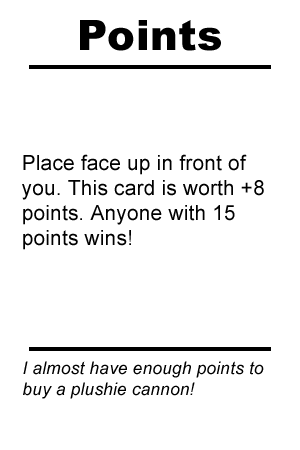 Points
Place face up in front of
you. This card is worth +8
points. Anyone with 15
points wins!
I almost have enough points to
buy a plushie cannon!